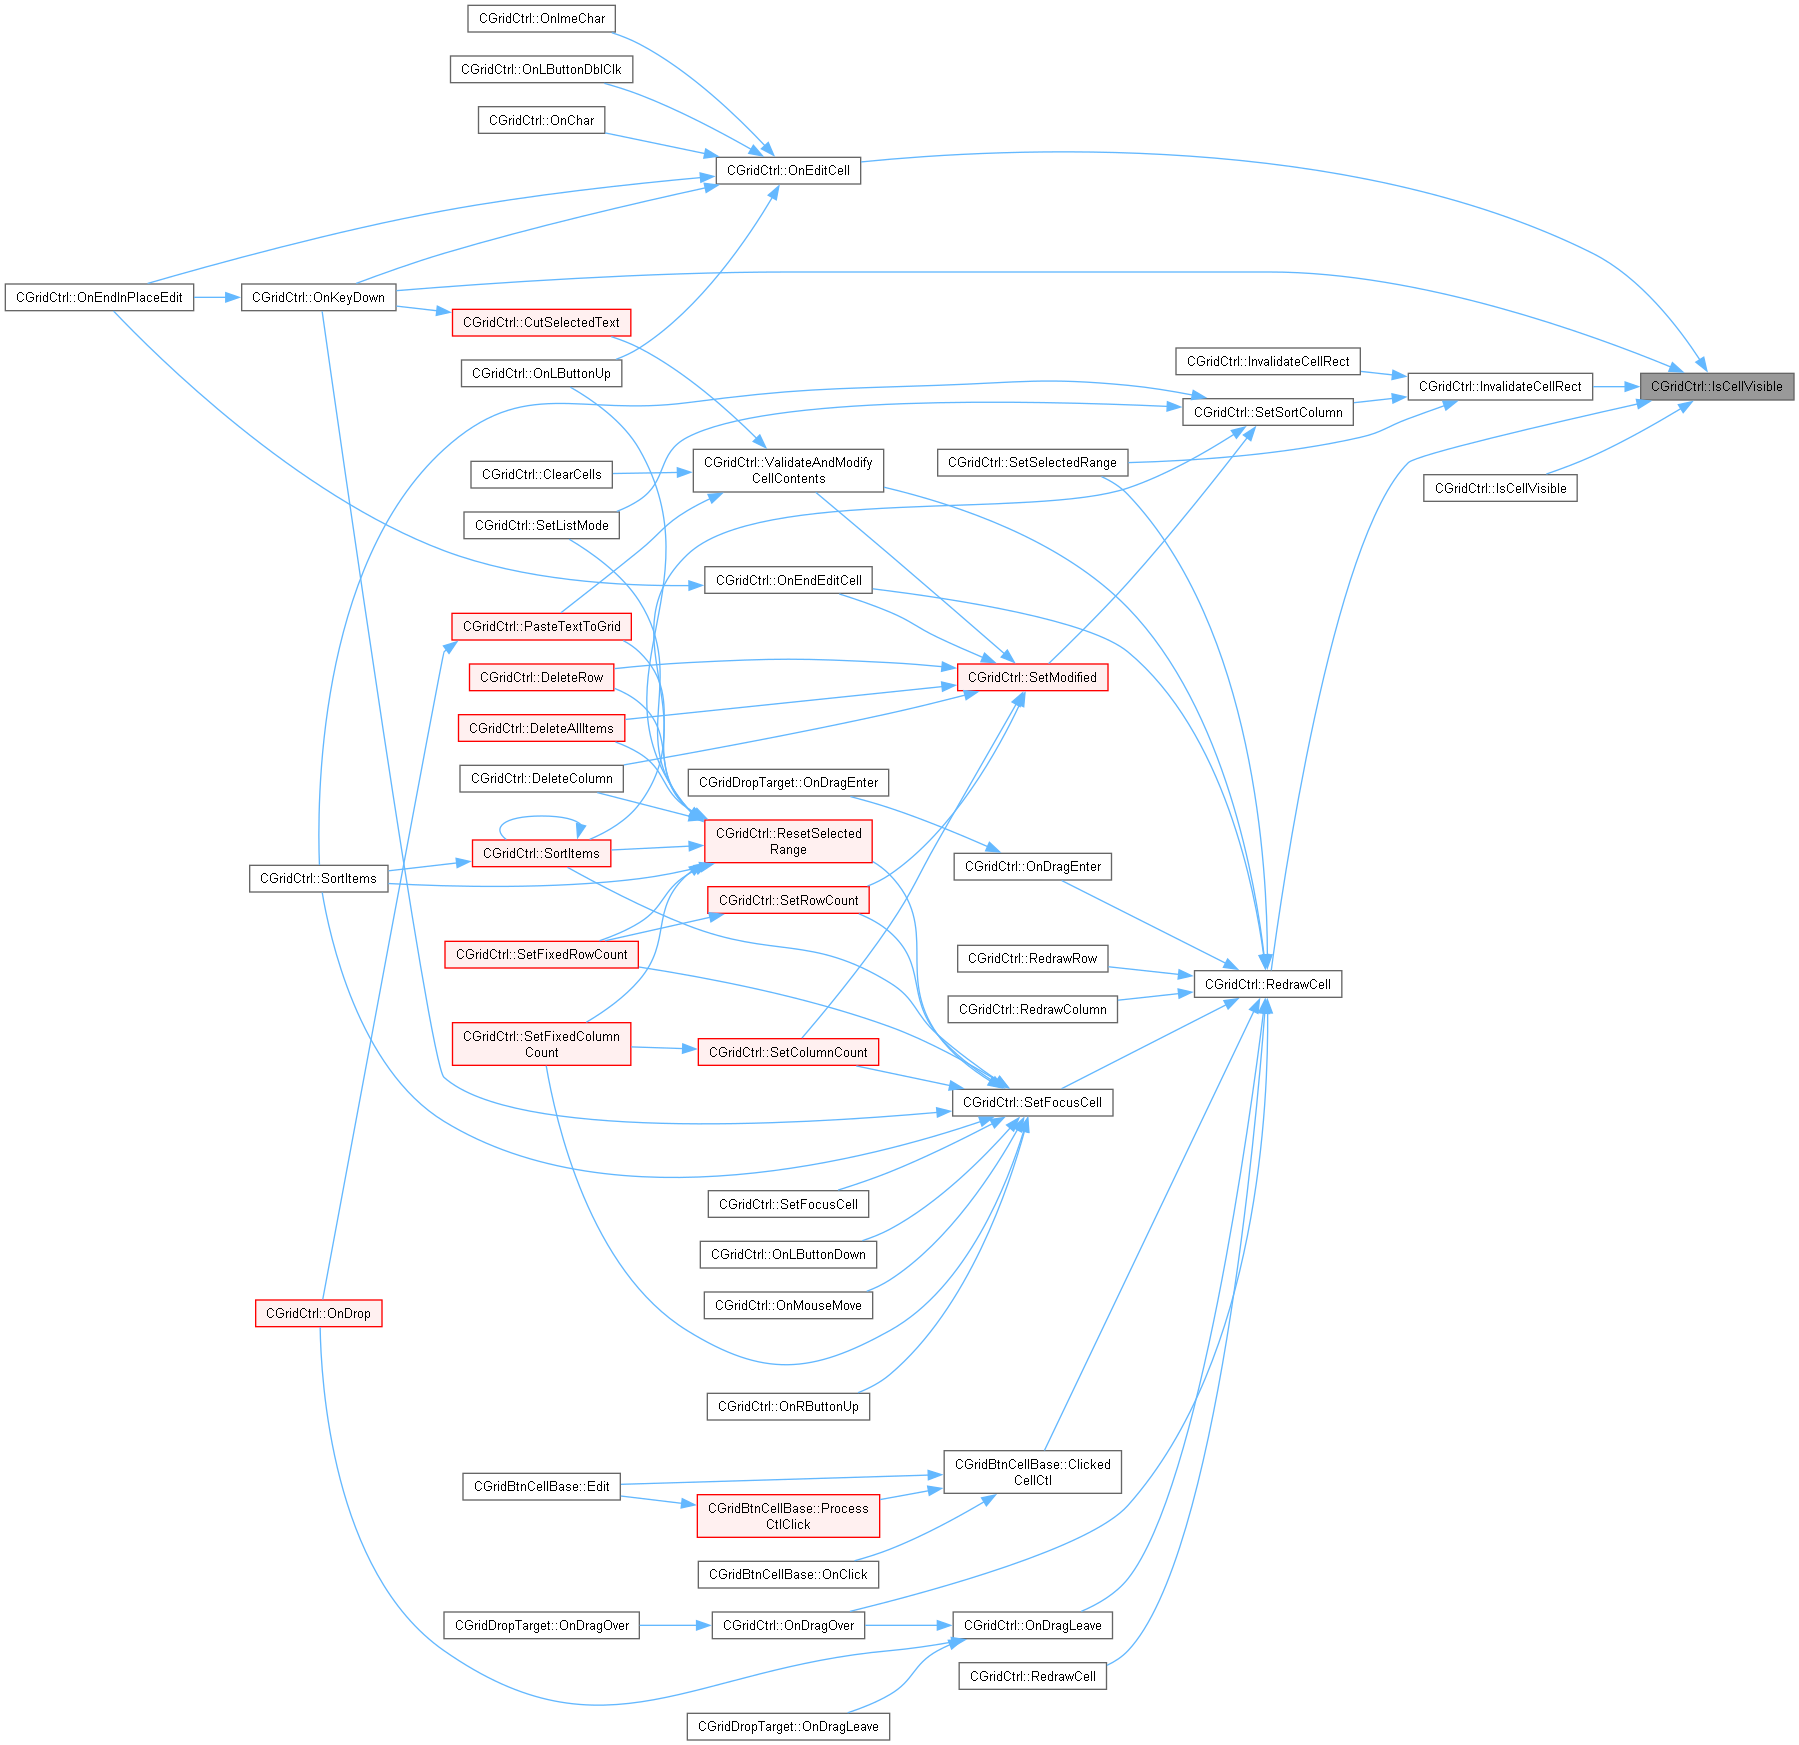 CGridCtrl::OnImeChar
CGridCtrl::OnLButtonDblClk
CGridCtrl::OnChar
CGridCtrl::OnEditCell
CGridCtrl::OnEndInPlaceEdit
CGridCtrl::OnKeyDown
CGridCtrl::CutSelectedText
CGridCtrl::OnLButtonUp
CGridCtrl::InvalidateCellRect
CGridCtrl::InvalidateCellRect
CGridCtrl::IsCellVisible
CGridCtrl::SetSortColumn
CGridCtrl::ValidateAndModify
CellContents
CGridCtrl::SetSelectedRange
CGridCtrl::ClearCells
CGridCtrl::IsCellVisible
CGridCtrl::SetListMode
CGridCtrl::OnEndEditCell
CGridCtrl::PasteTextToGrid
CGridCtrl::DeleteRow
CGridCtrl::SetModified
CGridCtrl::DeleteAllItems
CGridCtrl::DeleteColumn
CGridDropTarget::OnDragEnter
CGridCtrl::ResetSelected
Range
CGridCtrl::SortItems
CGridCtrl::OnDragEnter
CGridCtrl::SortItems
CGridCtrl::SetRowCount
CGridCtrl::SetFixedRowCount
CGridCtrl::RedrawRow
CGridCtrl::RedrawCell
CGridCtrl::RedrawColumn
CGridCtrl::SetFixedColumn
Count
CGridCtrl::SetColumnCount
CGridCtrl::SetFocusCell
CGridCtrl::SetFocusCell
CGridCtrl::OnLButtonDown
CGridCtrl::OnMouseMove
CGridCtrl::OnDrop
CGridCtrl::OnRButtonUp
CGridBtnCellBase::Clicked
CellCtl
CGridBtnCellBase::Edit
CGridBtnCellBase::Process
CtlClick
CGridBtnCellBase::OnClick
CGridDropTarget::OnDragOver
CGridCtrl::OnDragOver
CGridCtrl::OnDragLeave
CGridCtrl::RedrawCell
CGridDropTarget::OnDragLeave